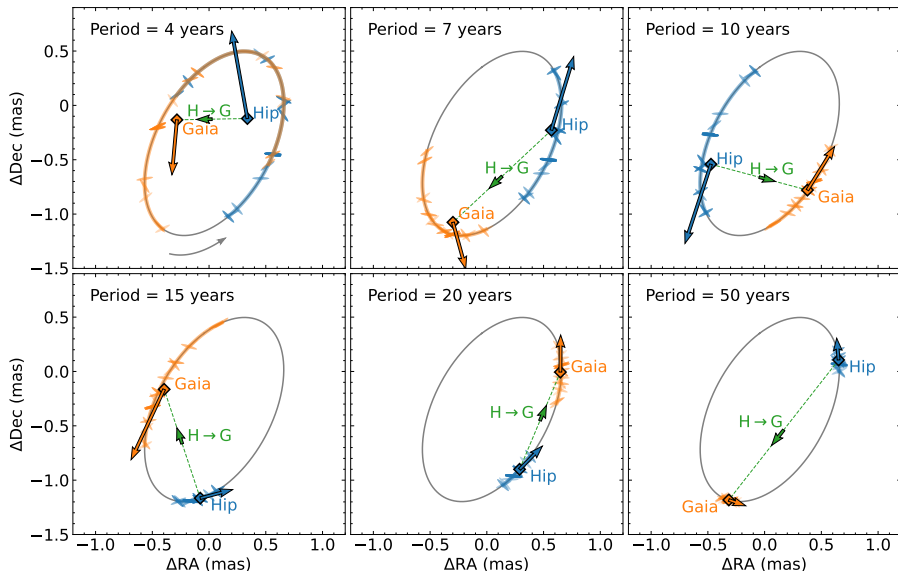 Period = 4 years
Period = 7 years
Period = 10 years
0.5
0.0
−0.5
−1.0
−1.5
ΔDec (mas)
H→G
Hip
Gaia
H→G
Hip
Gaia
H→G
Hip
Gaia
Period = 15 years
Period = 20 years
Period = 50 years
0.5
0.0
−0.5
−1.0
−1.5
ΔDec (mas)
Gaia
H→G
Hip
Gaia
H→G
Hip
Hip
H→G
Gaia
−1.0 −0.5 0.0 0.5 1.0
−1.0 −0.5 0.0 0.5 1.0
−1.0 −0.5 0.0 0.5 1.0
ΔRA (mas)
ΔRA (mas)
ΔRA (mas)